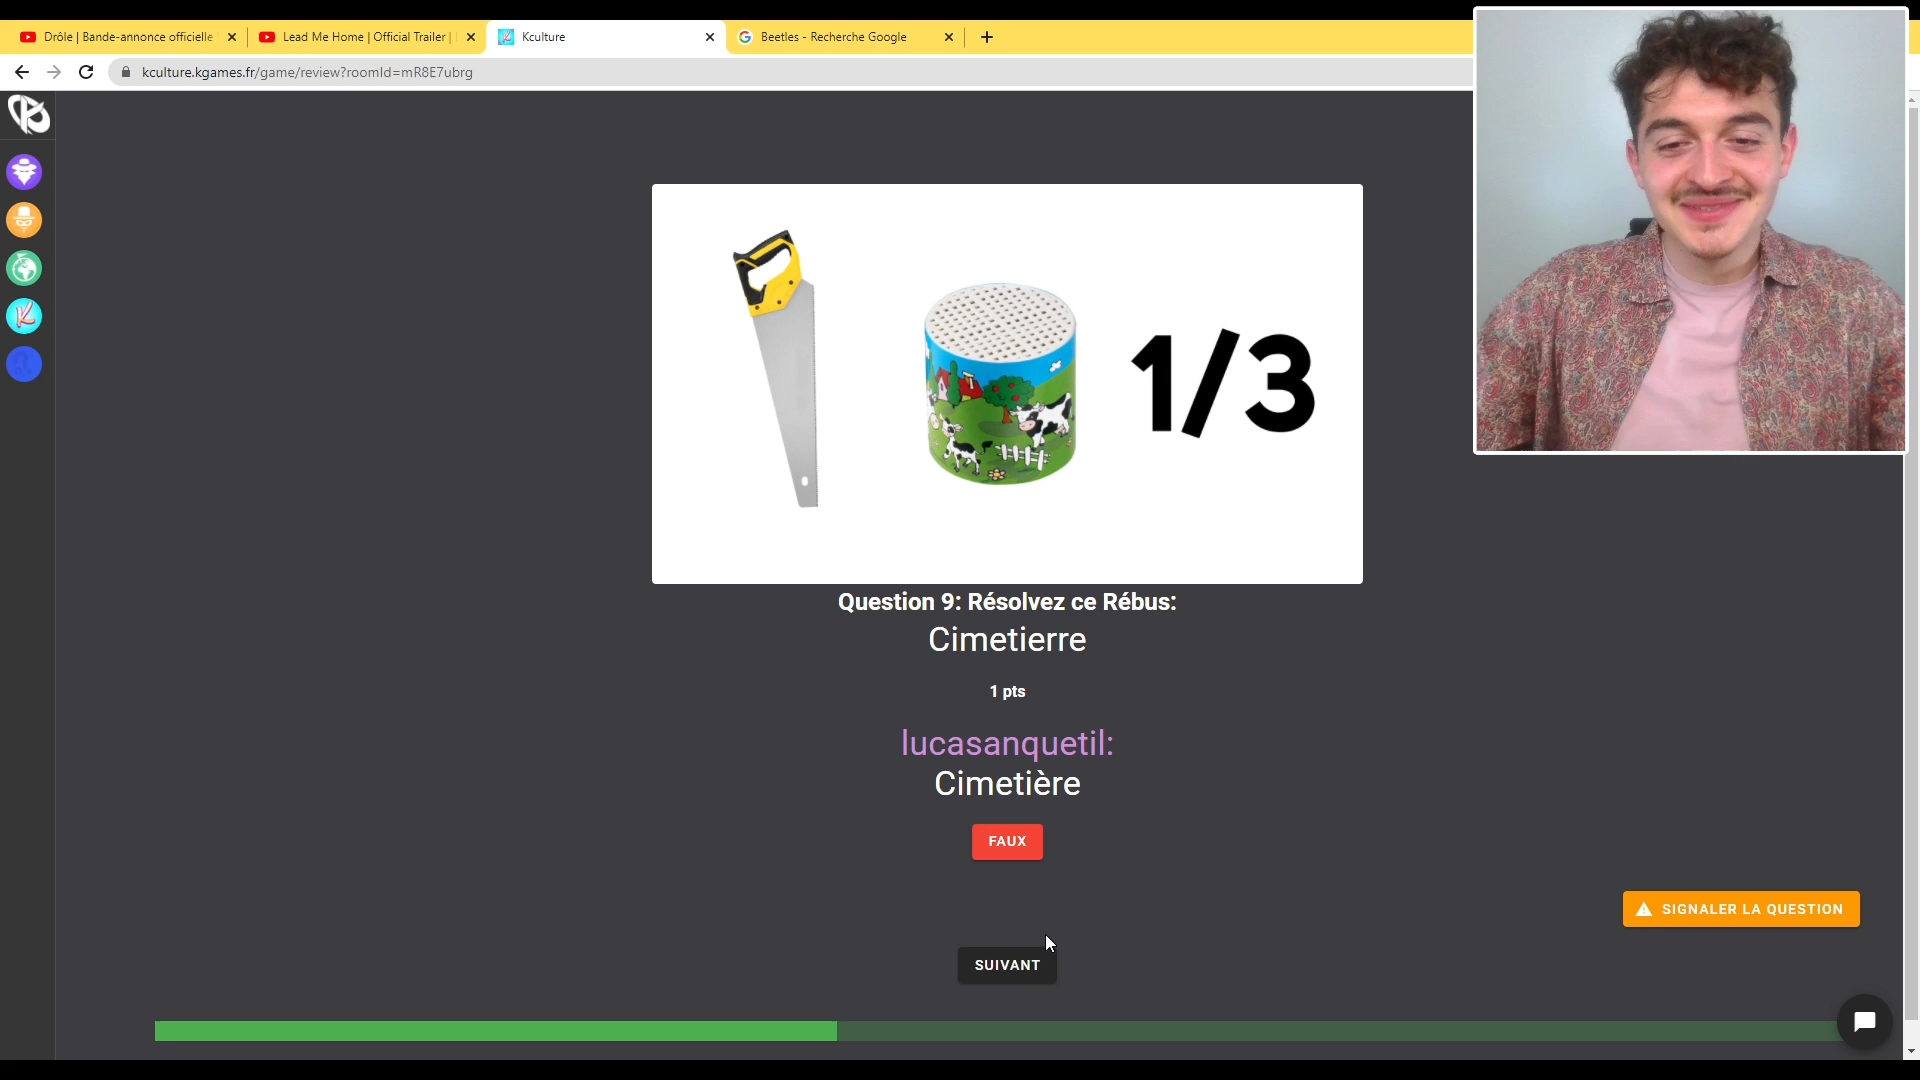 Drôle | Bande-annonce officielle
Lead Me Home | Official Trailer |
Kculture
Beetles - Recherche Google
kculture.kgames.fr/game/review?roomId=mR8E7ubrg
1/3
Question 9: Résolvez ce Rébus:
Cimetierre
1 pts
lucasanquetil:
Cimetière
FAUX
SIGNALER LA QUESTION
SUIVANT